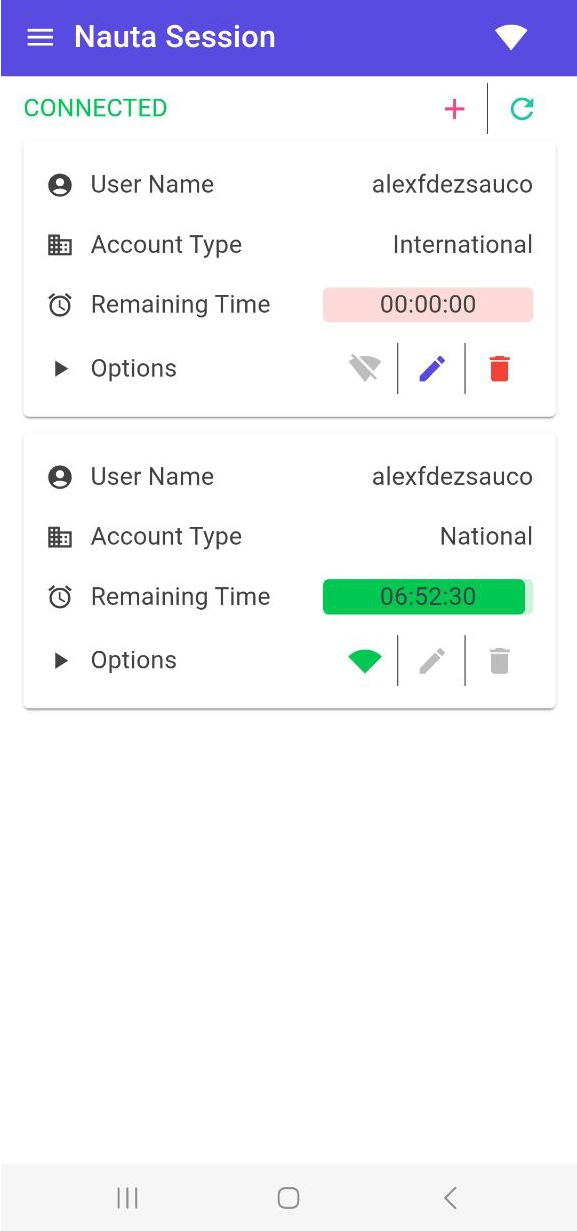 Nauta Session
CONNECTED
User Name alexfdezsauco
Account Type International
Remaining Time 00:00:00
Options
User Name alexfdezsauco
Account Type National
Remaining Time 06:52:30
Options